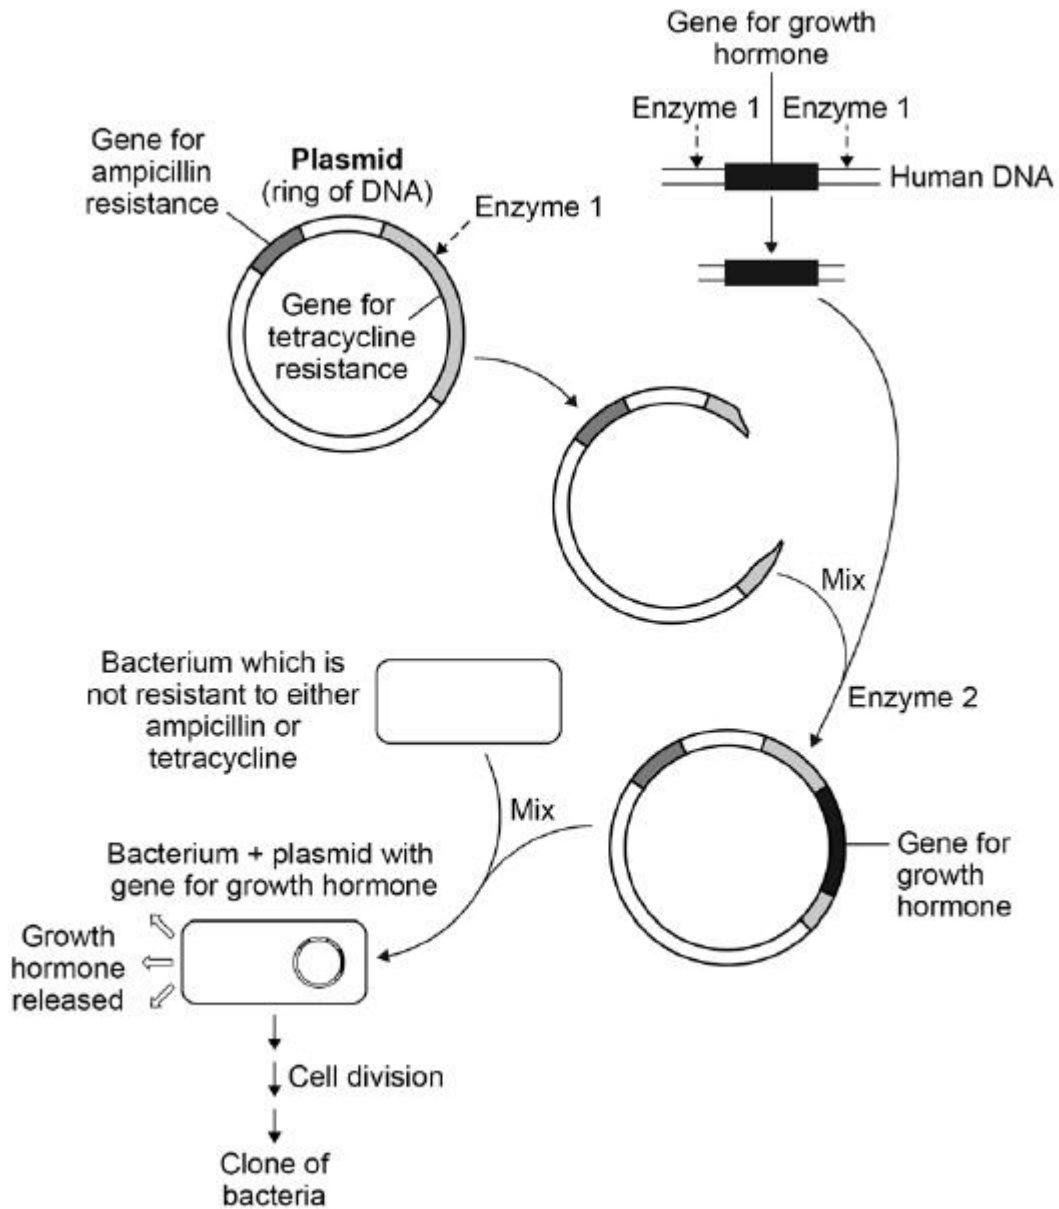 Gene for growth
hormone
Enzyme 1 Enzyme 1
Human DNA
Gene for
ampicillin
resistance
Plasmid
(ring of DNA)
Enzyme 1
Gene for
tetracycline
resistance
Mix
Enzyme 2
Bacterium which is
not resistant to either
ampicillin or
tetracycline
Mix
Gene for
growth
hormone
Bacterium + plasmid with
gene for growth hormone
Growth
hormone
released
Cell division
Clone of
bacteria